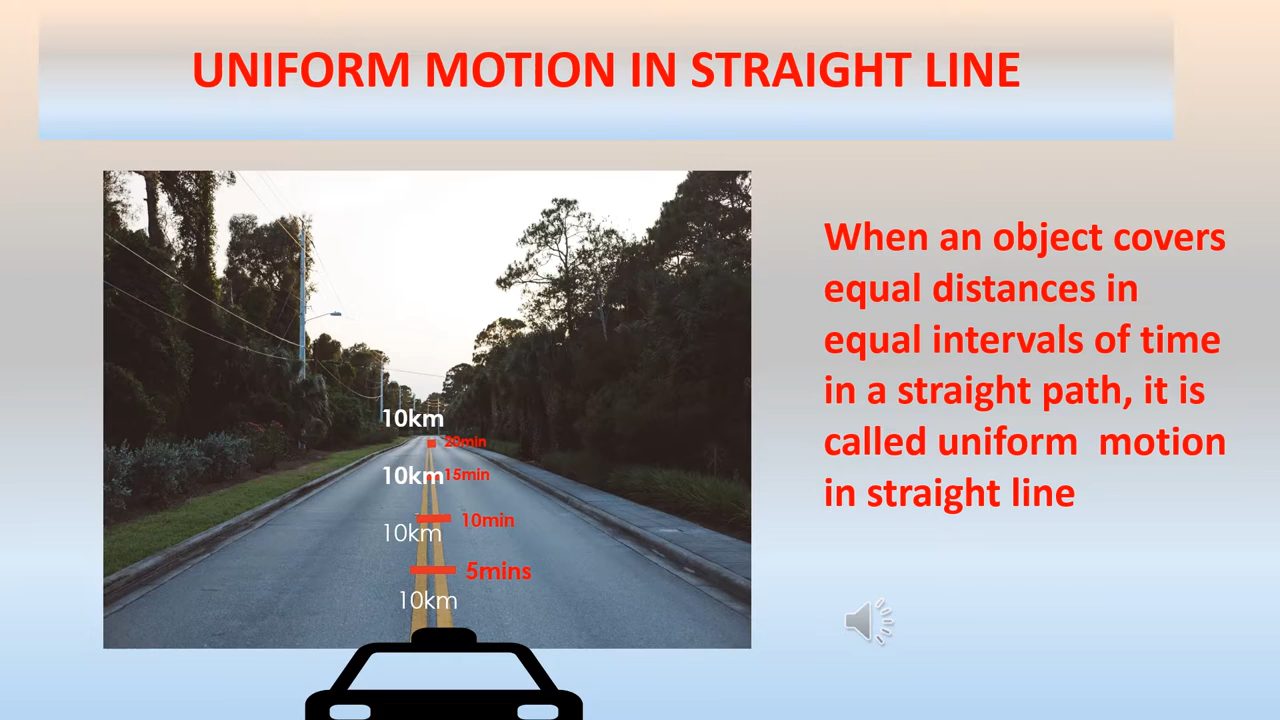 UNIFORM MOTION IN STRAIGHT LINE
10km
20min
10km 15min
10min
10km
5mins
10km
When an object covers
equal distances in
equal intervals of time
in a straight path, it is
called uniform  motion
in straight line